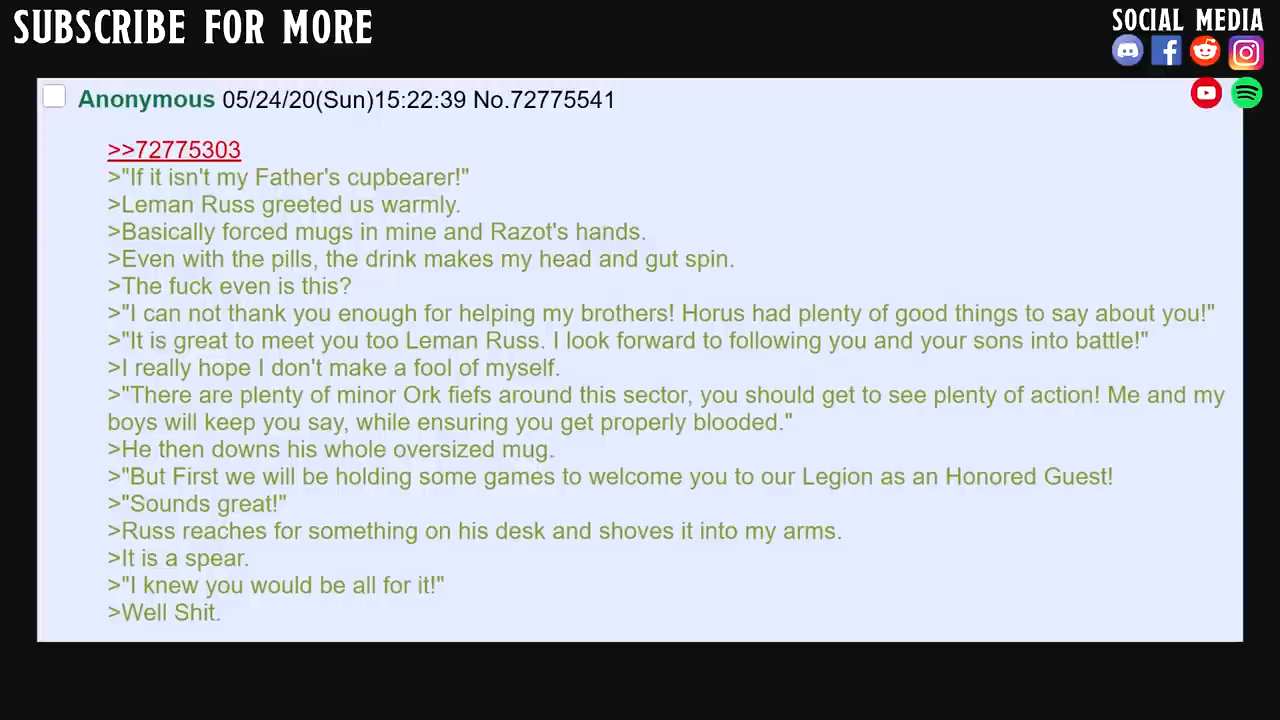 SUBSCRIBE FOR MORE
SOCIAL MEDIA
Anonymous 05/24/20(Sun)15:22:39 No.72775541
>>72775303
>"If it isn't my Father's cupbearer!"
>Leman Russ greeted us warmly.
>Basically forced mugs in mine and Razot's hands.
>Even with the pills, the drink makes my head and gut spin.
>The fuck even is this?
>"I can not thank you enough for helping my brothers! Horus had plenty of good things to say about you!"
>"It is great to meet you too Leman Russ. I look forward to following you and your sons into battle!"
>I really hope I don't make a fool of myself.
>"There are plenty of minor Ork fiefs around this sector, you should get to see plenty of action! Me and my
boys will keep you say, while ensuring you get properly blooded."
>He then downs his whole oversized mug.
>"But First we will be holding some games to welcome you to our Legion as an Honored Guest!
>"Sounds great!"
>Russ reaches for something on his desk and shoves it into my arms.
>It is a spear.
>"I knew you would be all for it!"
>Well Shit.